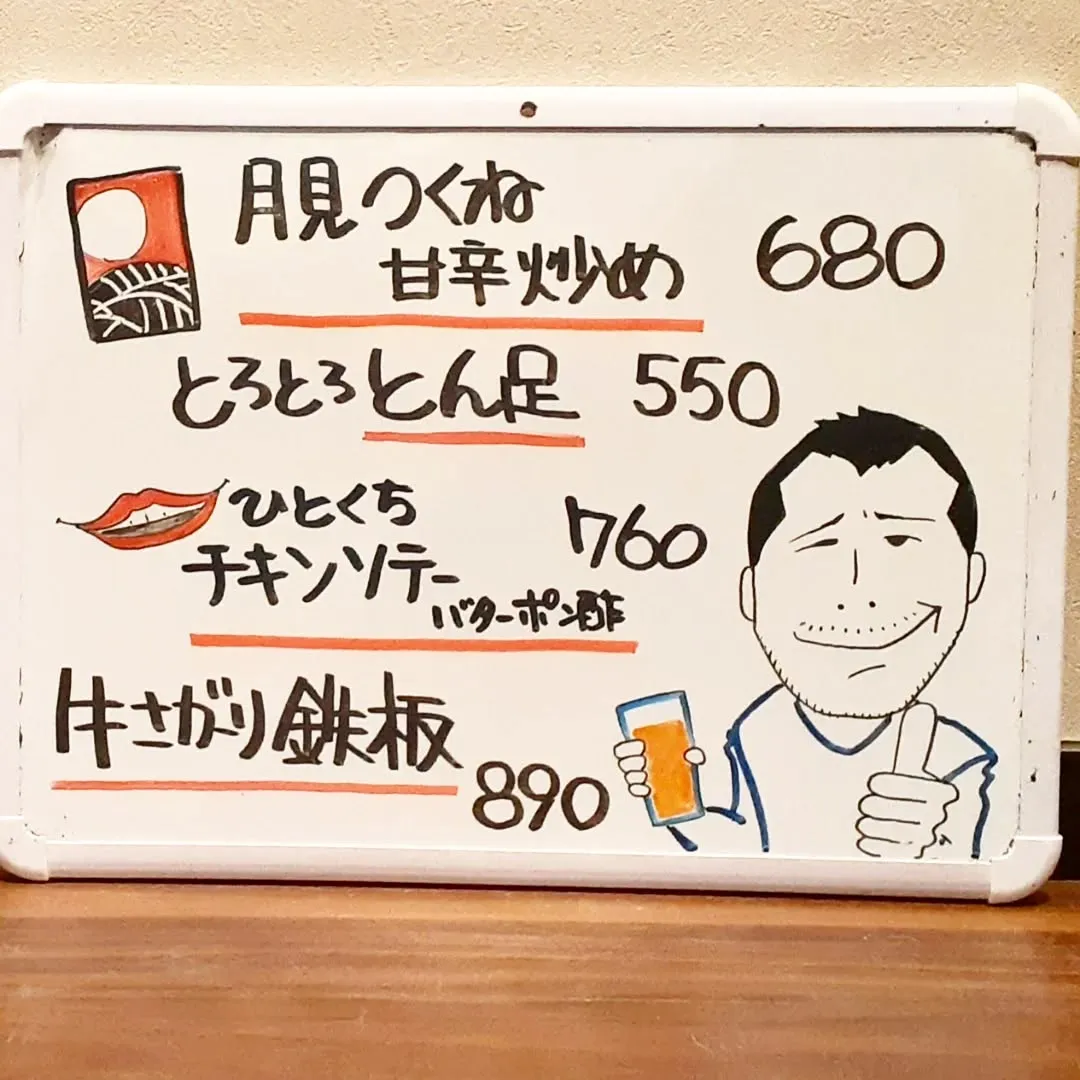 月見つくね
甘辛炒め 680
とろとろとん足 550
ひとくち
チキンソテー 760
バターポン酢
牛さがり鉄板
890